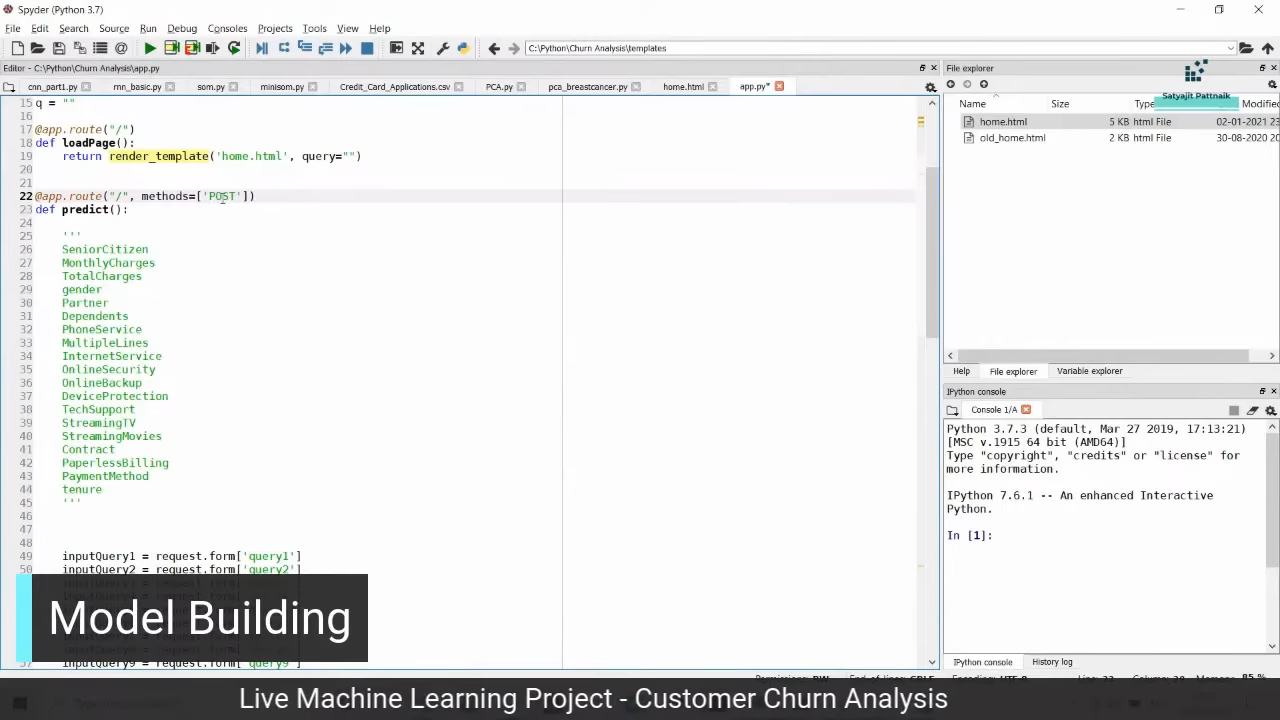 Spyder (Python 3.7)
File Edit Search Source Run Debug Consoles Projects Tools View Help
C:\Python\Churn Analysis\templates
Editor - C:\Python\Churn Analysis\app.py
cnn_part1.py rnn_basic.py som.py minisom.py Credit_Card_Applications.csv PCA.py pca_breastcancer.py home.html app.py*
15 q = ""
16
17 @app.route("/")
18 def loadPage():
19 return render_template('home.html', query="")
20
21
22 @app.route("/", methods=['POST'])
23 def predict():
24
25 '''
26 SeniorCitizen
27 MonthlyCharges
28 TotalCharges
29 gender
30 Partner
31 Dependents
32 PhoneService
33 MultipleLines
34 InternetService
35 OnlineSecurity
36 OnlineBackup
37 DeviceProtection
38 TechSupport
39 StreamingTV
40 StreamingMovies
41 Contract
42 PaperlessBilling
43 PaymentMethod
44 tenure
45 '''
46
47
48
49 inputQuery1 = request.form['query1']
50 inputQuery2 = request.form['query2']
File explorer
Satyajit Pattnaik
Name Size Type Modified
home.html 5 KB html File 02-01-2021 23
old_home.html 2 KB html File 30-08-2020 20
Help File explorer Variable explorer
IPython console
Console 1/A
Python 3.7.3 (default, Mar 27 2019, 17:13:21)
[MSC v.1915 64 bit (AMD64)]
Type "copyright", "credits" or "license" for
more information.
IPython 7.6.1 -- An enhanced Interactive
Python.
In [1]:
IPython console History log
Model Building
Live Machine Learning Project - Customer Churn Analysis